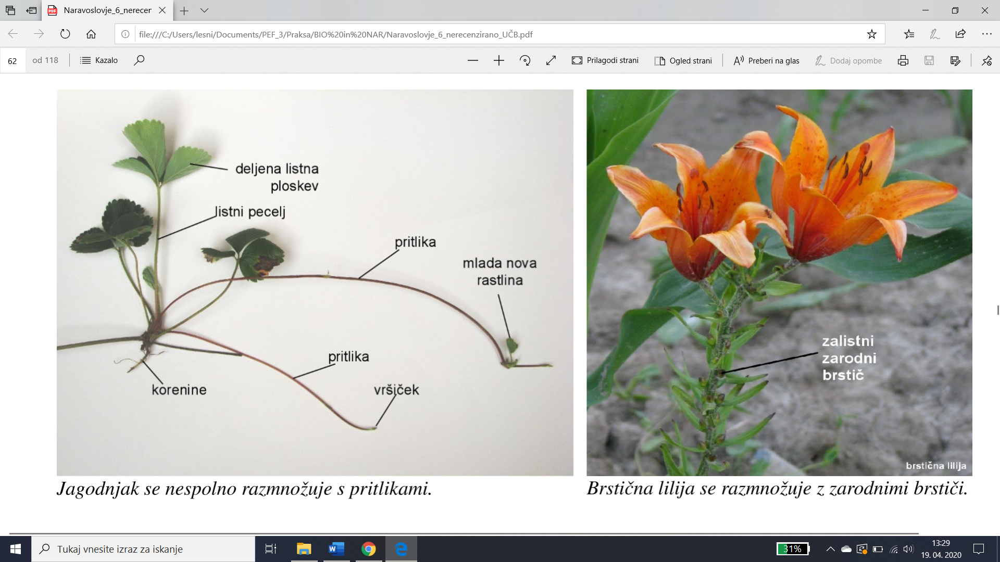 Naravoslovje_6_nerecer
file:///C:/Users/lesni/Documents/PEF_3/Praksa/BIO%20in%20NAR/Naravoslovje_6_nerecenzirano_UČB.pdf
62 od 118 Kazalo Prilagodi strani Ogled strani Preberi na glas Dodaj opombe
deljena listna
ploskev
listni pecelj
pritlika
mlada nova
rastlina
pritlika
korenine
vršiček
Jagodnjak se nespolno razmnožuje s pritlikami.
zalistni
zarodni
brstič
brstična lilija
Brstična lilija se razmnožuje z zarodnimi brstiči.
Tukaj vnesite izraz za iskanje
31%
13:29
19. 04. 2020